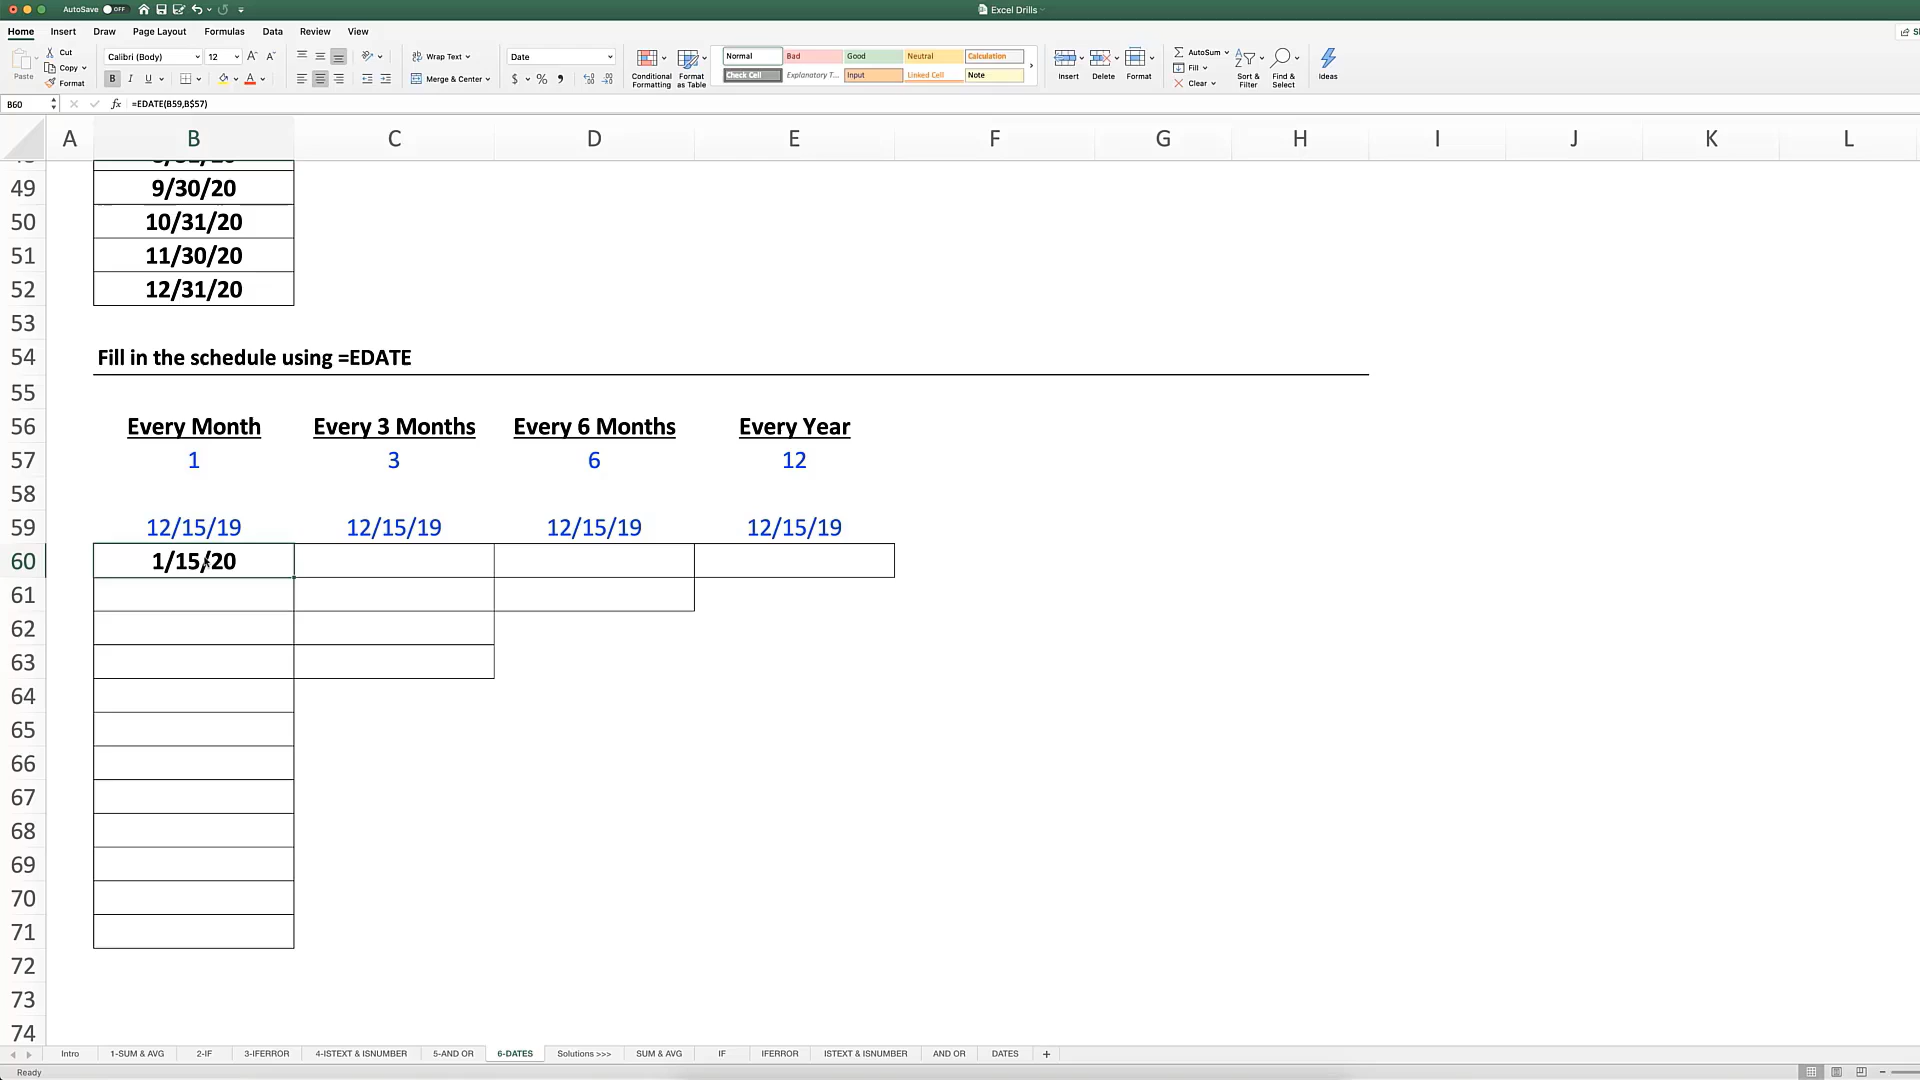 AutoSave OFF
Excel Drills
Home Insert Draw Page Layout Formulas Data Review View
Paste
Cut
Copy
Format
Calibri (Body) 12
B I U
Wrap Text
Merge & Center
Date
$ % ,
Conditional Formatting
Format as Table
Normal Bad Good Neutral Calculation
Check Cell Explanatory T... Input Linked Cell Note
Insert Delete Format
AutoSum
Fill
Clear
Sort & Filter
Find & Select
Ideas
B60 fx =EDATE(B59,B$57)
A B C D E F G H I J K L
49 9/30/20
50 10/31/20
51 11/30/20
52 12/31/20
53
54 Fill in the schedule using =EDATE
55
56 Every Month Every 3 Months Every 6 Months Every Year
57 1 3 6 12
58
59 12/15/19 12/15/19 12/15/19 12/15/19
60 1/15/20
61
62
63
64
65
66
67
68
69
70
71
72
73
74
Intro 1-SUM & AVG 2-IF 3-IFERROR 4-ISTEXT & ISNUMBER 5-AND OR 6-DATES Solutions >>> SUM & AVG IF IFERROR ISTEXT & ISNUMBER AND OR DATES +
Ready